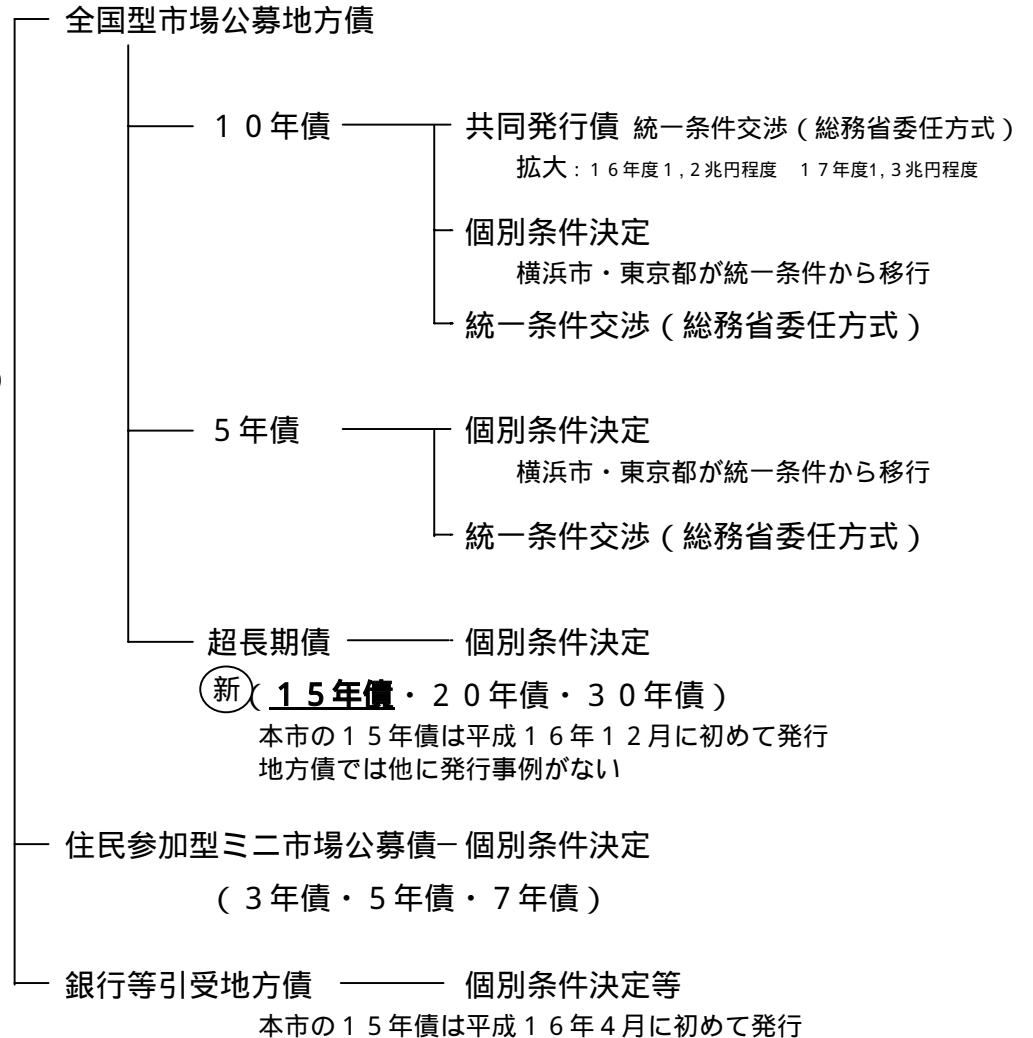 全国型市場公募地方債
１０年債 共同発行債 統一条件交渉（総務省委任方式）
拡大：１６年度１，２兆円程度　１７年度1，３兆円程度
個別条件決定
横浜市・東京都が統一条件から移行
統一条件交渉（総務省委任方式）
）
５年債 個別条件決定
横浜市・東京都が統一条件から移行
統一条件交渉（総務省委任方式）
超長期債 個別条件決定
新（１５年債・２０年債・３０年債）
本市の１５年債は平成１６年１２月に初めて発行
地方債では他に発行事例がない
住民参加型ミニ市場公募債 個別条件決定
（３年債・５年債・７年債）
銀行等引受地方債 個別条件決定等
本市の１５年債は平成１６年４月に初めて発行